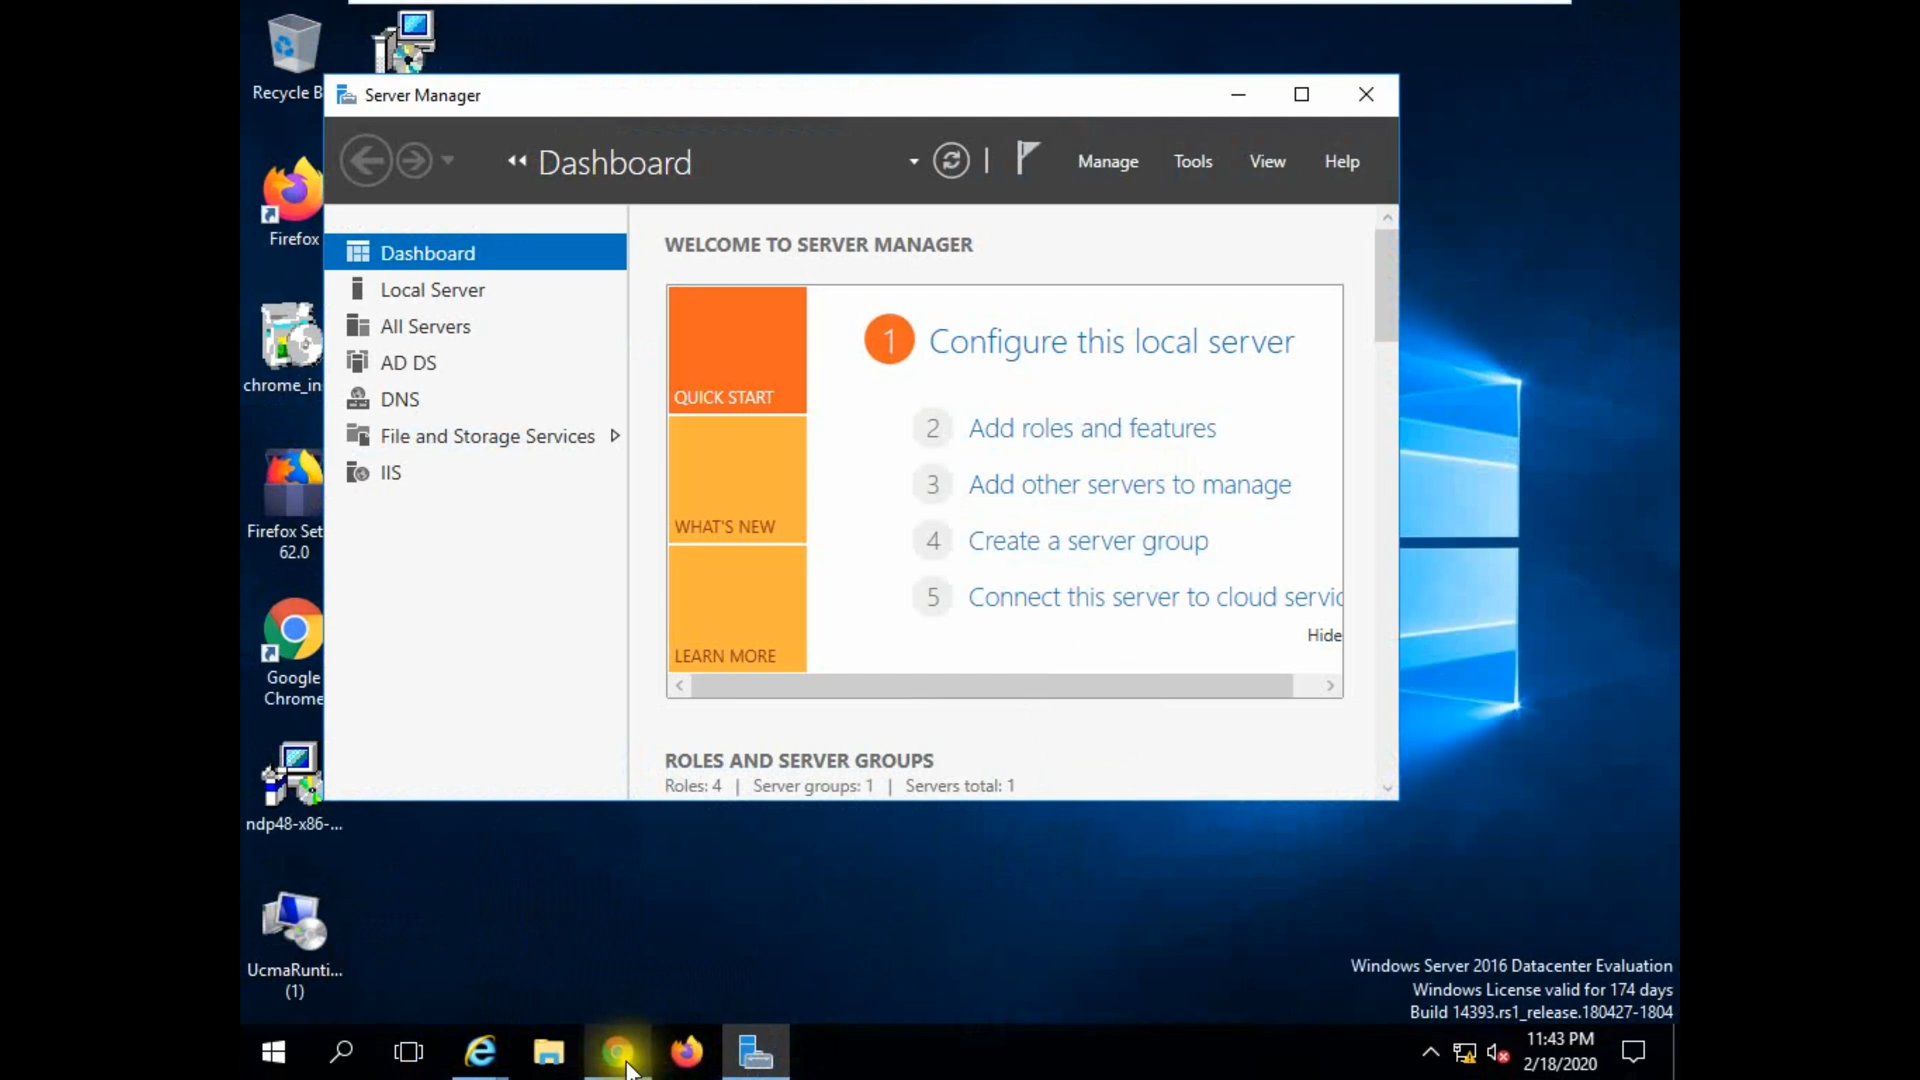 Recycle B
Server Manager
Dashboard
Manage
Tools
View
Help
Firefox
Dashboard
Local Server
All Servers
AD DS
DNS
File and Storage Services
IIS
WELCOME TO SERVER MANAGER
QUICK START
WHAT'S NEW
LEARN MORE
1 Configure this local server
2 Add roles and features
3 Add other servers to manage
4 Create a server group
5 Connect this server to cloud servic
Hide
ROLES AND SERVER GROUPS
Roles: 4 | Server groups: 1 | Servers total: 1
chrome_in
Firefox Set
62.0
Google
Chrome
ndp48-x86-...
UcmaRunti...
(1)
Windows Server 2016 Datacenter Evaluation
Windows License valid for 174 days
Build 14393.rs1_release.180427-1804
11:43 PM
2/18/2020